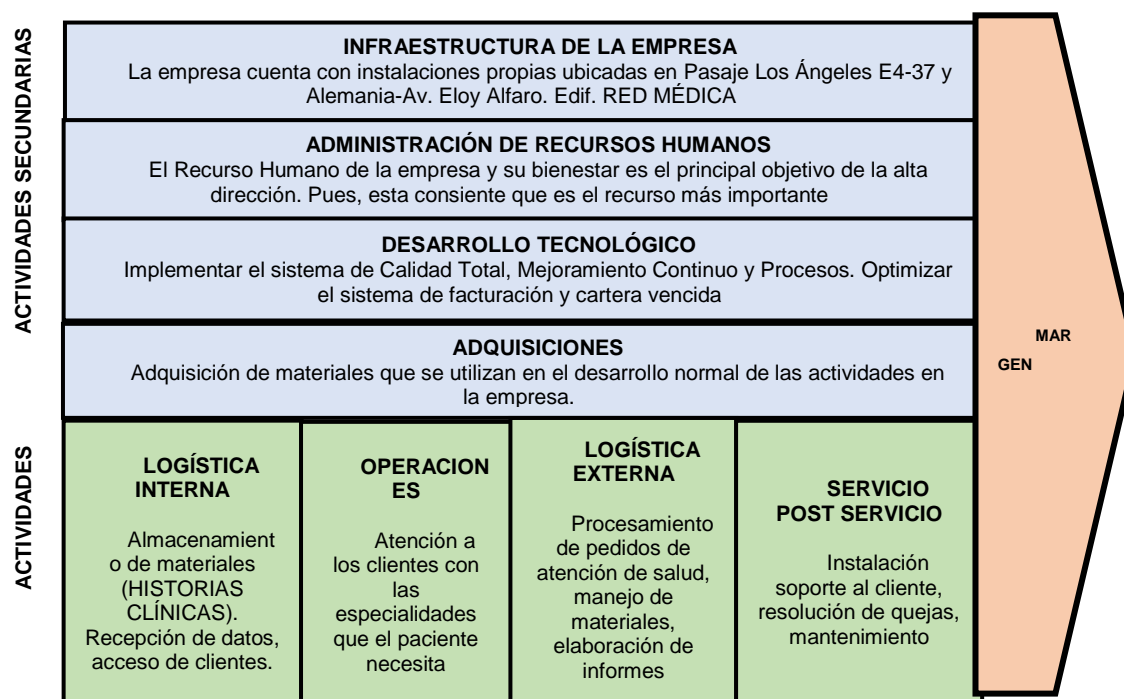 ACTIVIDADES SECUNDARIAS
INFRAESTRUCTURA DE LA EMPRESA
La empresa cuenta con instalaciones propias ubicadas en Pasaje Los Ángeles E4-37 y
Alemania-Av. Eloy Alfaro. Edif. RED MÉDICA
ADMINISTRACIÓN DE RECURSOS HUMANOS
El Recurso Humano de la empresa y su bienestar es el principal objetivo de la alta
dirección. Pues, esta consiente que es el recurso más importante
DESARROLLO TECNOLÓGICO
Implementar el sistema de Calidad Total, Mejoramiento Continuo y Procesos. Optimizar
el sistema de facturación y cartera vencida
ADQUISICIONES
Adquisición de materiales que se utilizan en el desarrollo normal de las actividades en
la empresa.
MAR
GEN
ACTIVIDADES
LOGÍSTICA
INTERNA
Almacenamient
o de materiales
(HISTORIAS
CLÍNICAS).
Recepción de datos,
acceso de clientes.
OPERACION
ES
Atención a
los clientes con
las
especialidades
que el paciente
necesita
LOGÍSTICA
EXTERNA
Procesamiento
de pedidos de
atención de salud,
manejo de
materiales,
elaboración de
informes
SERVICIO
POST SERVICIO
Instalación
soporte al cliente,
resolución de quejas,
mantenimiento